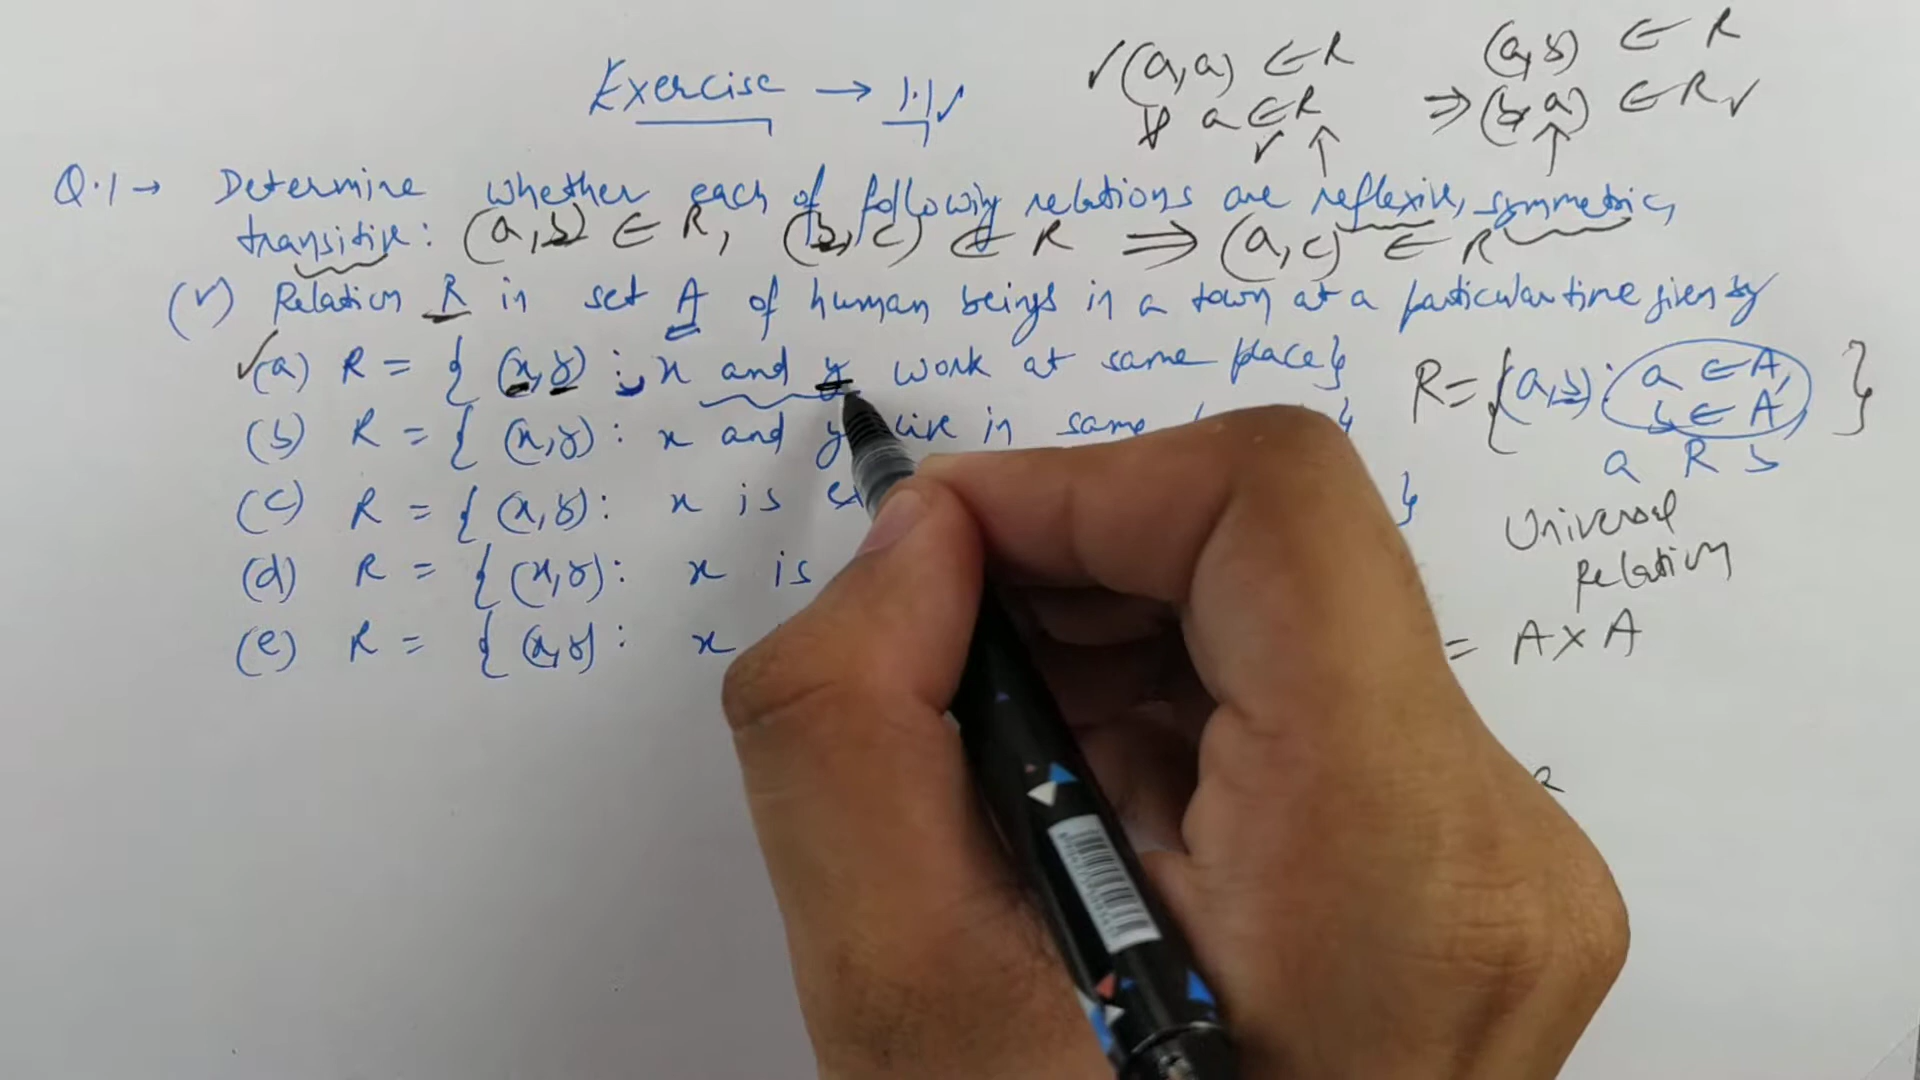 Exercise → 1.1 ✓
✓(a,a) ∈ R
∀ a ∈ R
(a,b) ∈ R
⇒ (b,a) ∈ R ✓
Q.1→ Determine whether each of following relations are reflexive, symmetric,
transitive: (a,b) ∈ R, (b,c) ∈ R ⇒ (a,c) ∈ R
(v) Relation R in set A of human beings in a town at a particular time given by
✓(a) R = { (x,y) : x and y work at same place}
(b) R = { (x,y) : x and y live in same }
(c) R = { (x,y) : x is }
(d) R = { (x,y) : x is
(e) R = { (x,y) : x
R = {(a,b) : a ∈ A, b ∈ A }
a R b
Universal
Relation
= A × A